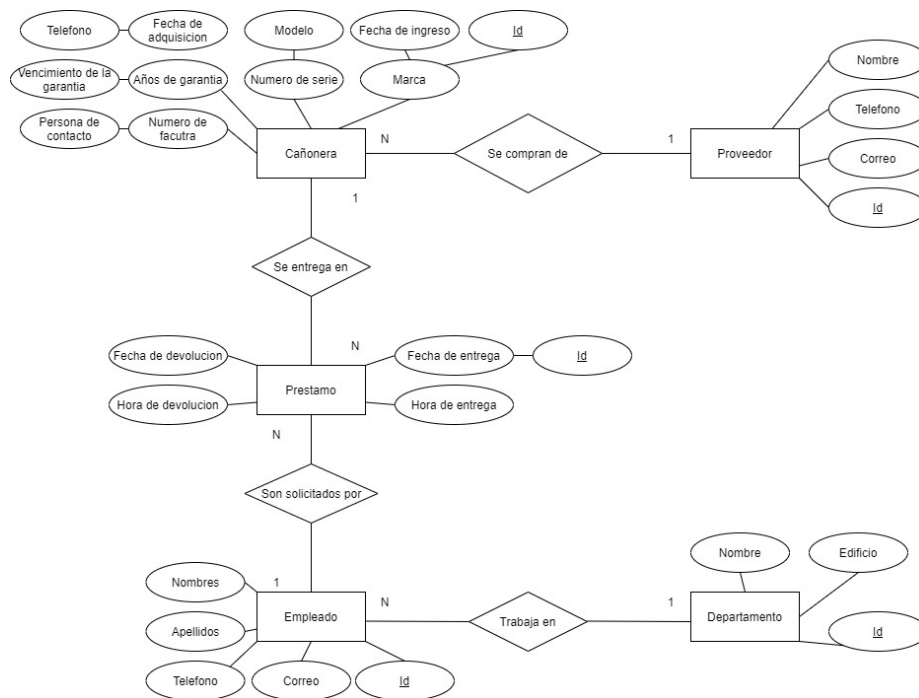 Telefono
Fecha de
adquisicion
Modelo
Fecha de ingreso
Id
Vencimiento de la
garantia
Años de garantia
Numero de serie
Marca
Nombre
Telefono
Persona de
contacto
Numero de
facutra
Cañonera
N
Se compran de
1
Proveedor
Correo
Id
1
Se entrega en
N
Fecha de devolucion
Fecha de entrega
Id
Prestamo
Hora de devolucion
Hora de entrega
N
Son solicitados por
Nombre
Edificio
Nombres
1
Empleado
N
Trabaja en
1
Departamento
Apellidos
Id
Telefono
Correo
Id